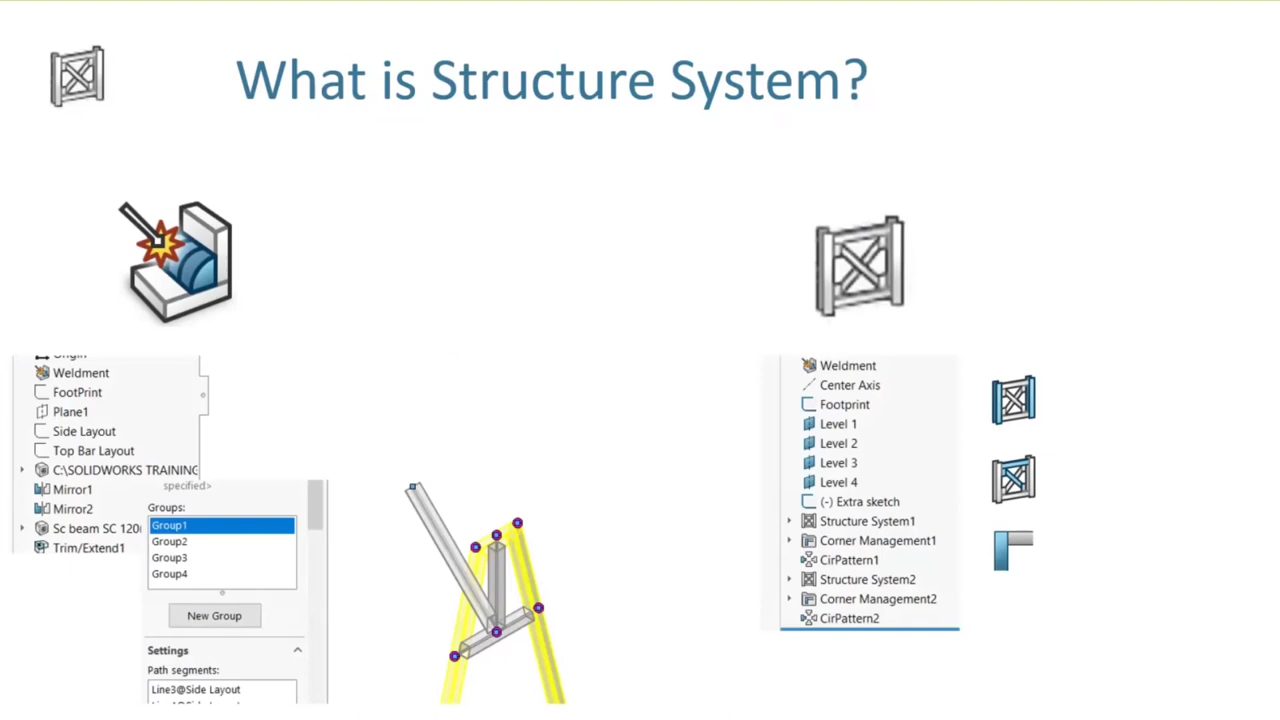 What is Structure System?
Origin
Weldment
FootPrint
Plane1
Side Layout
Top Bar Layout
C:\SOLIDWORKS TRAINING
Mirror1
Mirror2
Sc beam SC 120
Trim/Extend1
specified>
Groups:
Group1
Group2
Group3
Group4
New Group
Settings
Path segments:
Line3@Side Layout
Weldment
Center Axis
Footprint
Level 1
Level 2
Level 3
Level 4
(-) Extra sketch
Structure System1
Corner Management1
CirPattern1
Structure System2
Corner Management2
CirPattern2